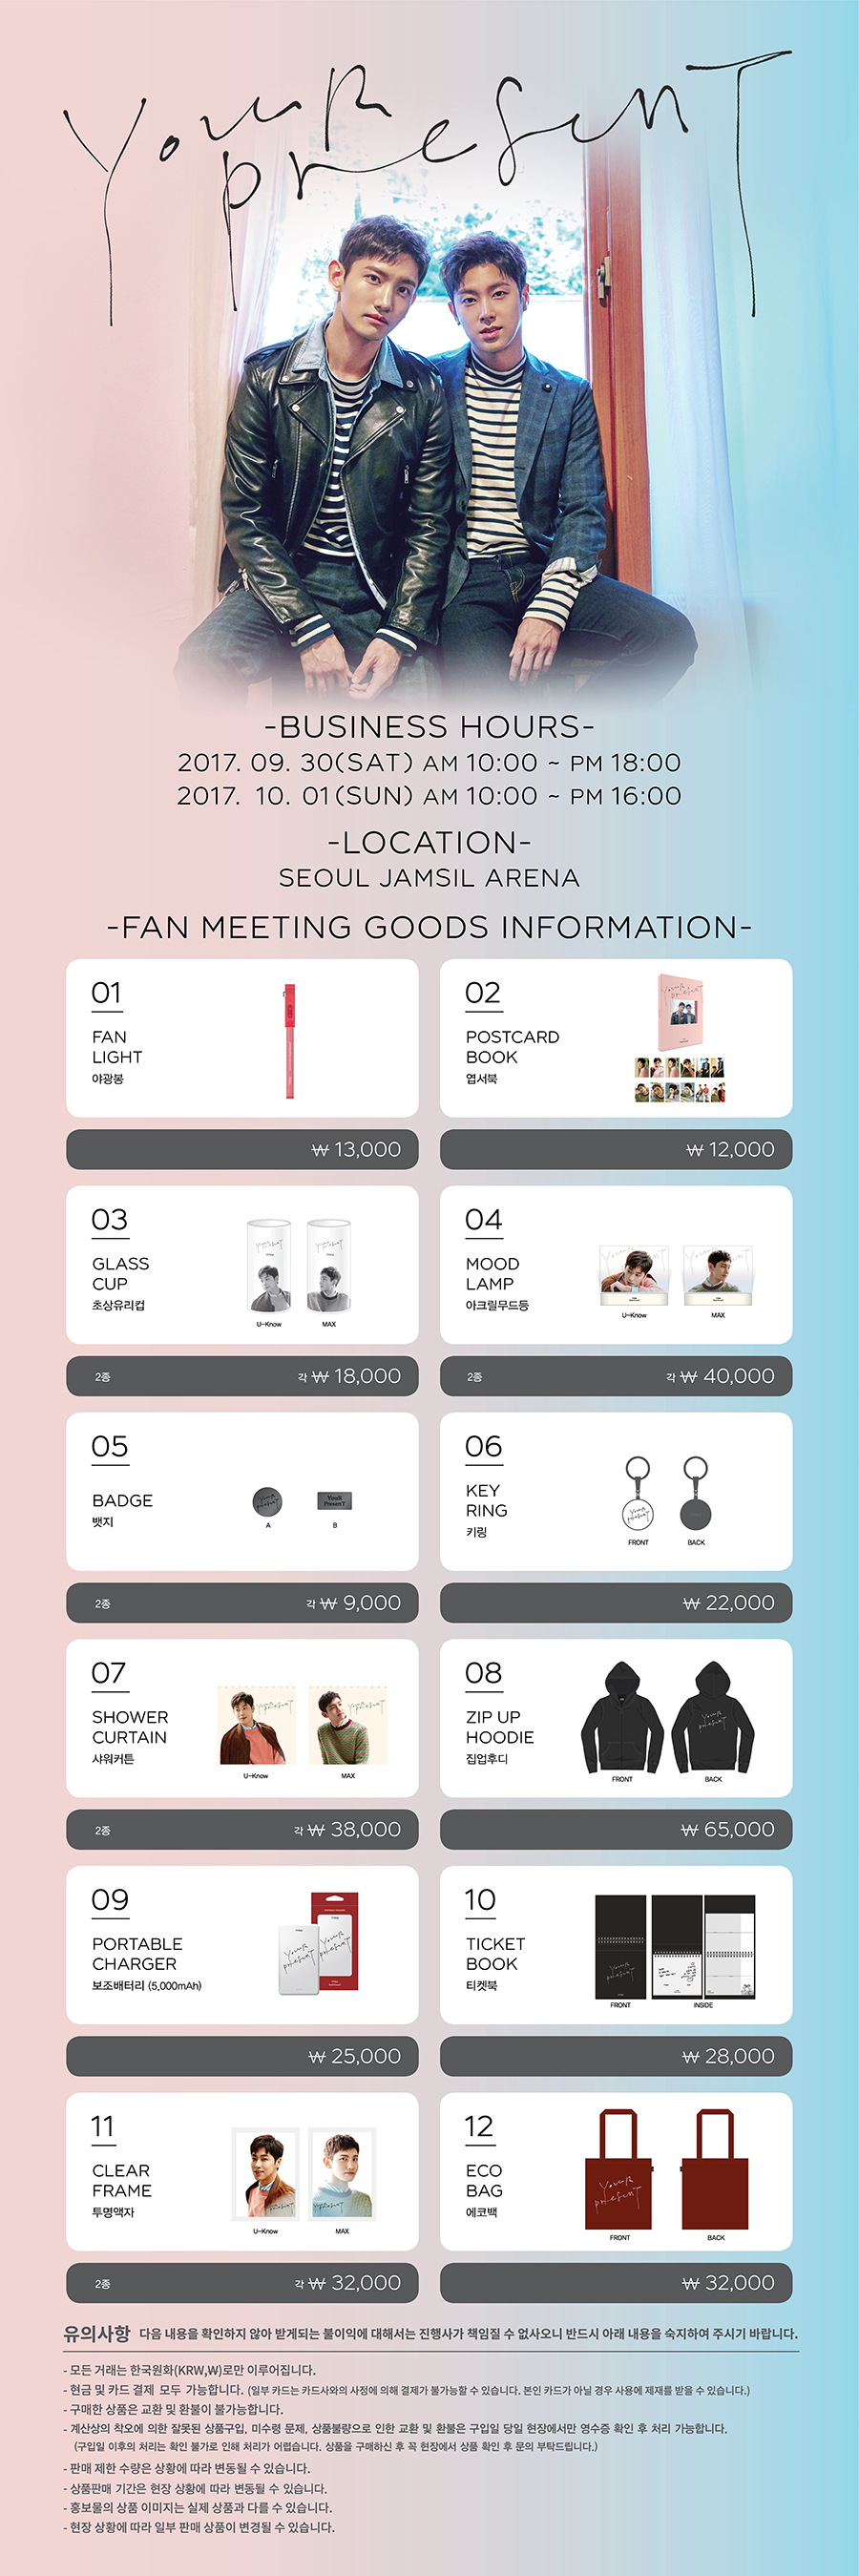 YouR
PresenT
-BUSINESS HOURS-
2017. 09. 30(SAT) AM 10:00 ~ PM 18:00
2017. 10. 01(SUN) AM 10:00 ~ PM 16:00
-LOCATION-
SEOUL JAMSIL ARENA
-FAN MEETING GOODS INFORMATION-
01
FAN
LIGHT
야광봉
₩ 13,000
02
POSTCARD
BOOK
엽서북
₩ 12,000
03
GLASS
CUP
초상유리컵
U-Know
MAX
2종
각 ₩ 18,000
04
MOOD
LAMP
아크릴무드등
U-Know
MAX
2종
각 ₩ 40,000
05
BADGE
뱃지
YouR
PresenT
A
B
2종
각 ₩ 9,000
06
KEY
RING
키링
FRONT
BACK
₩ 22,000
07
SHOWER
CURTAIN
샤워커튼
U-Know
MAX
2종
각 ₩ 38,000
08
ZIP UP
HOODIE
집업후디
FRONT
BACK
₩ 65,000
09
PORTABLE
CHARGER
보조배터리 (5,000mAh)
YouR
PresenT
₩ 25,000
10
TICKET
BOOK
티켓북
FRONT
INSIDE
₩ 28,000
11
CLEAR
FRAME
투명액자
U-Know
MAX
2종
각 ₩ 32,000
12
ECO
BAG
에코백
YouR
PresenT
FRONT
BACK
₩ 32,000
유의사항 다음 내용을 확인하지 않아 받게되는 불이익에 대해서는 진행사가 책임질 수 없사오니 반드시 아래 내용을 숙지하여 주시기 바랍니다.
- 모든 거래는 한국원화(KRW,₩)로만 이루어집니다.
- 현금 및 카드 결제 모두 가능합니다. (일부 카드는 카드사와의 사정에 의해 결제가 불가능할 수 있습니다. 본인 카드가 아닐 경우 사용에 제재를 받을 수 있습니다.)
- 구매한 상품은 교환 및 환불이 불가능합니다.
- 계산상의 착오에 의한 잘못된 상품구입, 미수령 문제, 상품불량으로 인한 교환 및 환불은 구입일 당일 현장에서만 영수증 확인 후 처리 가능합니다.
(구입일 이후의 처리는 확인 불가로 인해 처리가 어렵습니다. 상품을 구매하신 후 꼭 현장에서 상품 확인 후 문의 부탁드립니다.)
- 판매 제한 수량은 상황에 따라 변동될 수 있습니다.
- 상품판매 기간은 현장 상황에 따라 변동될 수 있습니다.
- 홍보물의 상품 이미지는 실제 상품과 다를 수 있습니다.
- 현장 상황에 따라 일부 판매 상품이 변경될 수 있습니다.